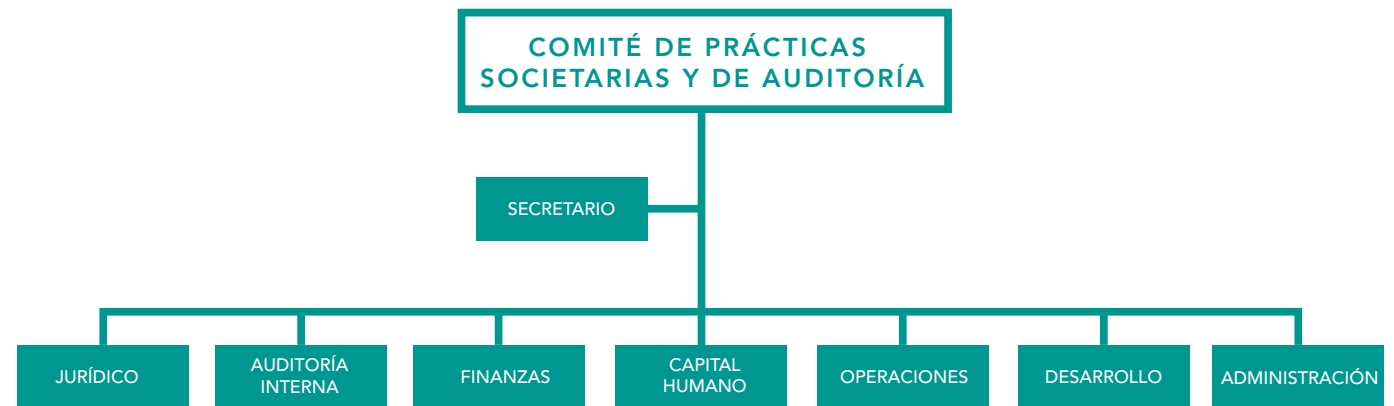 COMITÉ DE PRÁCTICAS
SOCIETARIAS Y DE AUDITORÍA
SECRETARIO
JURÍDICO
AUDITORÍA
INTERNA
FINANZAS
CAPITAL
HUMANO
OPERACIONES
DESARROLLO
ADMINISTRACIÓN